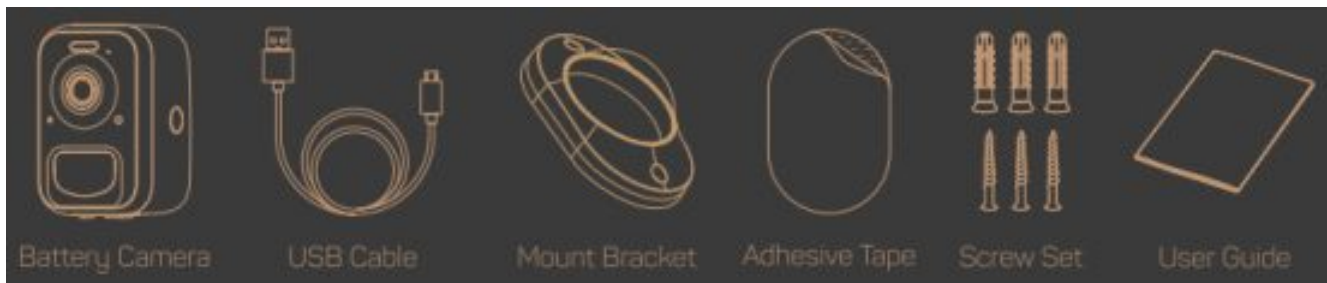 Battery Camera
USB Cable
Mount Bracket
Adhesive Tape
Screw Set
User Guide